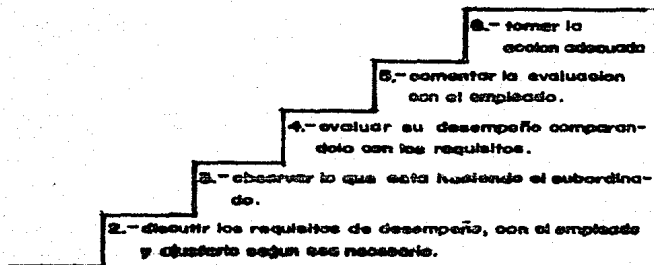 6.- tomar la
accion adecuada
5.- comentar la evaluacion
con el empleado.
4.- evaluar su desempeño comparan-
dolo con los requisitos.
3.- observar lo que esta haciendo el subordina-
do.
2.- discutir los requisitos de desempeño, con el empleado
y ajustarlo segun sea necesario.